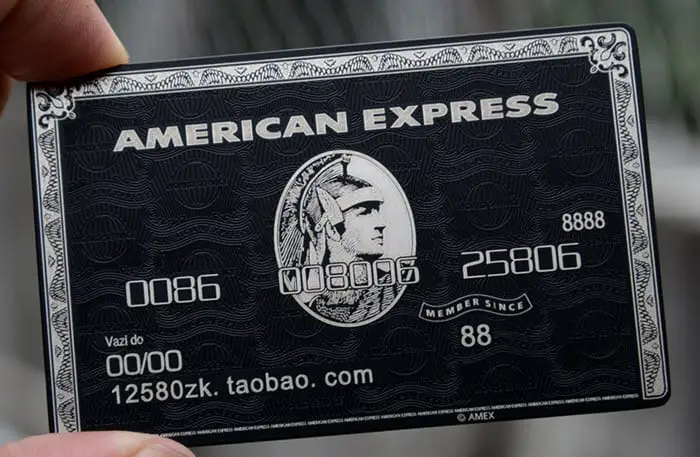 AMERICAN EXPRESS
8888
0086 008006 25806
MEMBER SINCE
88
Vazi do
00/00
12580zk. taobao. com
© AMEX